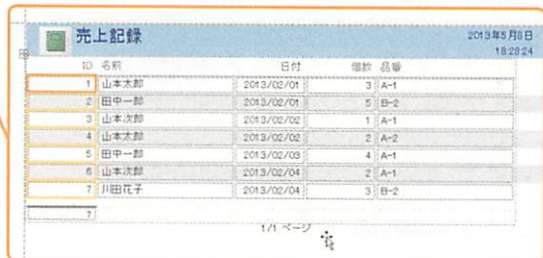 売上記録
2013年5月8日
18:28:24
ID 名前 日付 個数 品番
1 山本太郎 2013/02/01 3 A-1
2 田中一郎 2013/02/01 5 B-2
3 山本次郎 2013/02/02 1 A-1
4 山本太郎 2013/02/02 2 A-2
5 田中一郎 2013/02/03 4 A-1
6 山本次郎 2013/02/04 2 A-1
7 川田花子 2013/02/04 3 B-2
7
1/1 ページ